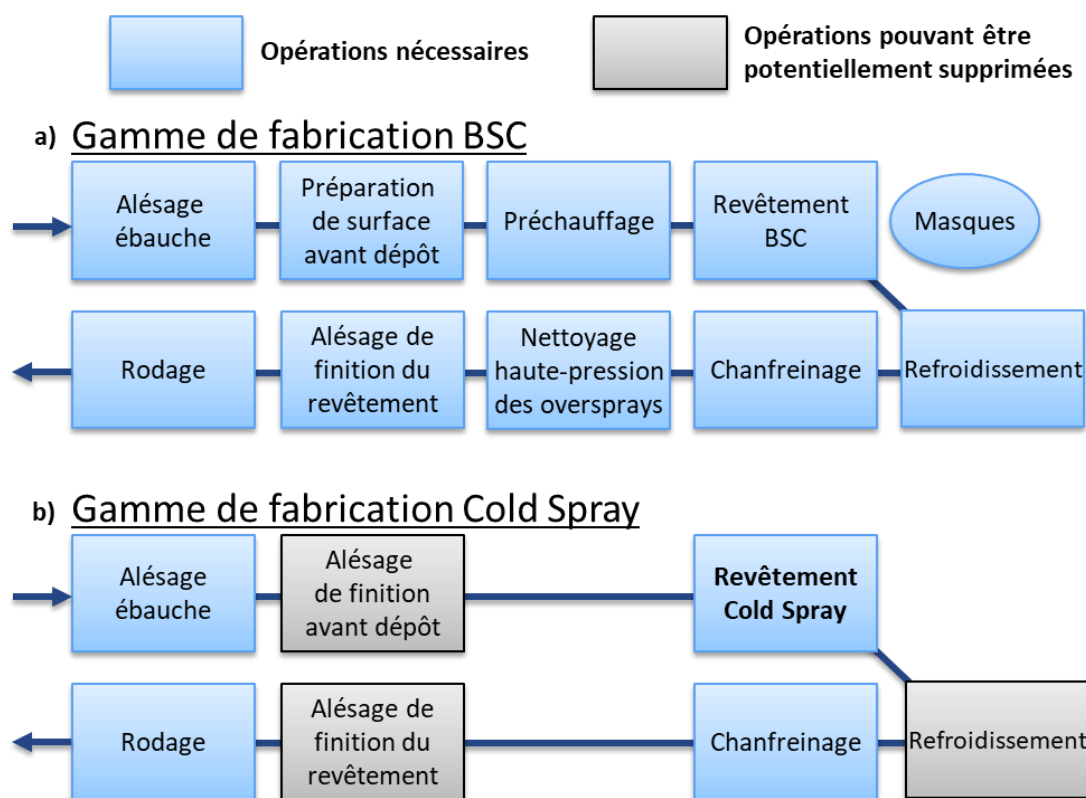 Opérations nécessaires
Opérations pouvant être
potentiellement supprimées
a) Gamme de fabrication BSC
Alésage
ébauche
Préparation
de surface
avant dépôt
Préchauffage
Revêtement
BSC
Masques
Rodage
Alésage de
finition du
revêtement
Nettoyage
haute-pression
des oversprays
Chanfreinage
Refroidissement
b) Gamme de fabrication Cold Spray
Alésage
ébauche
Alésage
de finition
avant dépôt
Revêtement
Cold Spray
Rodage
Alésage de
finition du
revêtement
Chanfreinage
Refroidissement